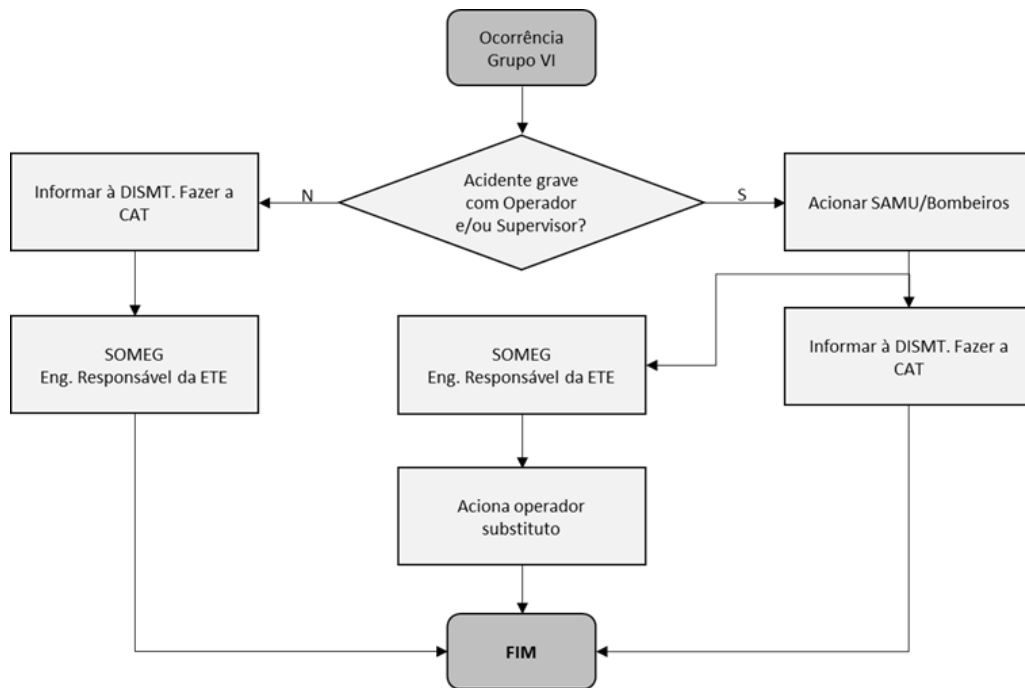 Ocorrência
Grupo VI
Acidente grave
com Operador
e/ou Supervisor?
N
S
Informar à DISMT. Fazer a
CAT
Acionar SAMU/Bombeiros
SOMEG
Eng. Responsável da ETE
SOMEG
Eng. Responsável da ETE
Informar à DISMT. Fazer a
CAT
Aciona operador
substituto
FIM